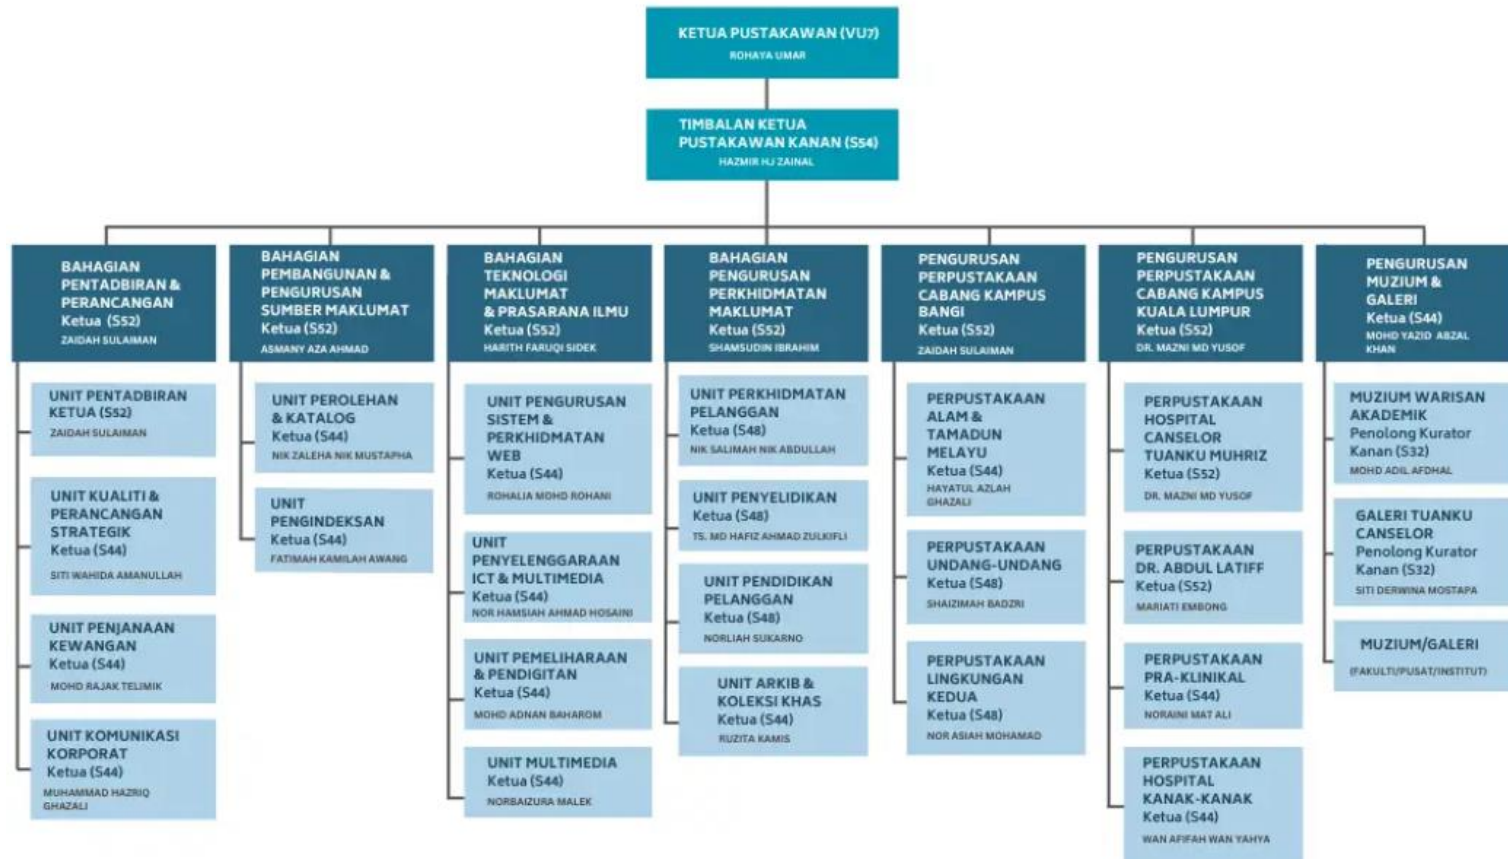 KETUA PUSTAKAWAN (VU7)
ROHAYA UMAR
TIMBALAN KETUA
PUSTAKAWAN KANAN (S54)
HAZMIR HJ ZAINAL
BAHAGIAN
PENTADBIRAN &
PERANCANGAN
Ketua (S52)
ZAIDAH SULAIMAN
UNIT PENTADBIRAN
KETUA (S52)
ZAIDAH SULAIMAN
UNIT KUALITI &
PERANCANGAN
STRATEGIK
Ketua (S44)
SITI WAHIDA AMANULLAH
UNIT PENJANAAN
KEWANGAN
Ketua (S44)
MOHD RAJAK TELIMIK
UNIT KOMUNIKASI
KORPORAT
Ketua (S44)
MUHAMMAD HAZRIQ
GHAZALI
BAHAGIAN
PEMBANGUNAN &
PENGURUSAN
SUMBER MAKLUMAT
Ketua (S52)
ASMANY AZA AHMAD
UNIT PEROLEHAN
& KATALOG
Ketua (S44)
NIK ZALEHA NIK MUSTAPHA
UNIT
PENGINDEKSAN
Ketua (S44)
FATIMAH KAMILAH AWANG
BAHAGIAN
TEKNOLOGI
MAKLUMAT
& PRASARANA ILMU
Ketua (S52)
HARITH FARUQI SIDEK
UNIT PENGURUSAN
SISTEM &
PERKHIDMATAN
WEB
Ketua (S44)
ROHALIA MOHD ROHANI
UNIT
PENYELENGGARAAN
ICT & MULTIMEDIA
Ketua (S44)
NOR HAMSIAH AHMAD HOSAINI
UNIT PEMELIHARAAN
& PENDIGITAN
Ketua (S44)
MOHD ADNAN BAHAROM
UNIT MULTIMEDIA
Ketua (S44)
NORBAIZURA MALEK
BAHAGIAN
PENGURUSAN
PERKHIDMATAN
MAKLUMAT
Ketua (S52)
SHAMSUDIN IBRAHIM
UNIT PERKHIDMATAN
PELANGGAN
Ketua (S48)
NIK SALIMAH NIK ABDULLAH
UNIT PENYELIDIKAN
Ketua (S48)
TS. MD HAFIZ AHMAD ZULKIFLI
UNIT PENDIDIKAN
PELANGGAN
Ketua (S48)
NORLIAH SUKARNO
UNIT ARKIB &
KOLEKSI KHAS
Ketua (S44)
RUZITA KAMIS
PENGURUSAN
PERPUSTAKAAN
CABANG KAMPUS
BANGI
Ketua (S52)
ZAIDAH SULAIMAN
PERPUSTAKAAN
ALAM &
TAMADUN
MELAYU
Ketua (S44)
HAYATUL AZLAH
GHAZALI
PERPUSTAKAAN
UNDANG-UNDANG
Ketua (S48)
SHAIZIMAH BADZRI
PERPUSTAKAAN
LINGKUNGAN
KEDUA
Ketua (S48)
NOR ASIAH MOHAMAD
PENGURUSAN
PERPUSTAKAAN
CABANG KAMPUS
KUALA LUMPUR
Ketua (S52)
DR. MAZNI MD YUSOF
PERPUSTAKAAN
HOSPITAL
CANSELOR
TUANKU MUHRIZ
Ketua (S52)
DR. MAZNI MD YUSOF
PERPUSTAKAAN
DR. ABDUL LATIFF
Ketua (S52)
MARIATI EMBONG
PERPUSTAKAAN
PRA-KLINIKAL
Ketua (S44)
NORAINI MAT ALI
PERPUSTAKAAN
HOSPITAL
KANAK-KANAK
Ketua (S44)
WAN AFIFAH WAN YAHYA
PENGURUSAN
MUZIUM &
GALERI
Ketua (S44)
MOHD YAZID ABZAL
KHAN
MUZIUM WARISAN
AKADEMIK
Penolong Kurator
Kanan (S32)
MOHD ADIL AFDHAL
GALERI TUANKU
CANSELOR
Penolong Kurator
Kanan (S32)
SITI DERWINA MOSTAPA
MUZIUM/GALERI
(FAKULTI/PUSAT/INSTITUT)